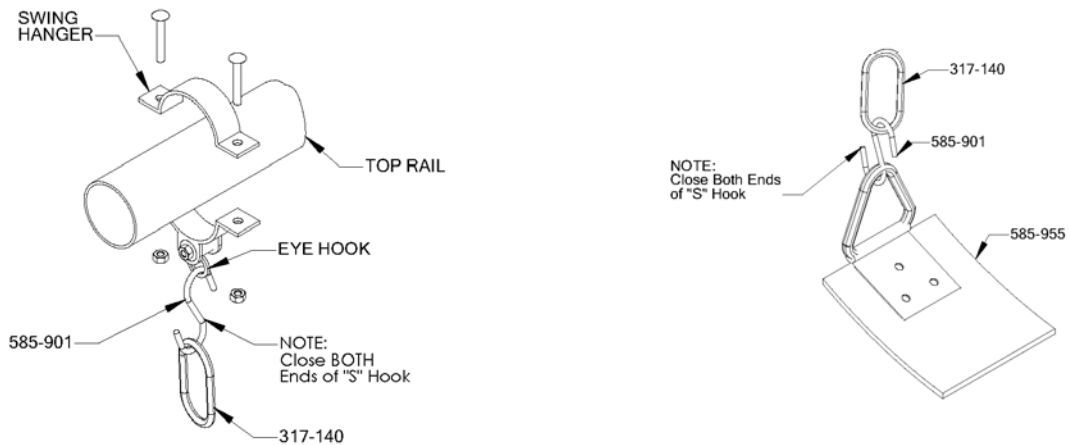 SWING
HANGER
TOP RAIL
EYE HOOK
585-901
NOTE:
Close BOTH
Ends of "S" Hook
317-140
317-140
585-901
NOTE:
Close Both Ends
of "S" Hook
585-955